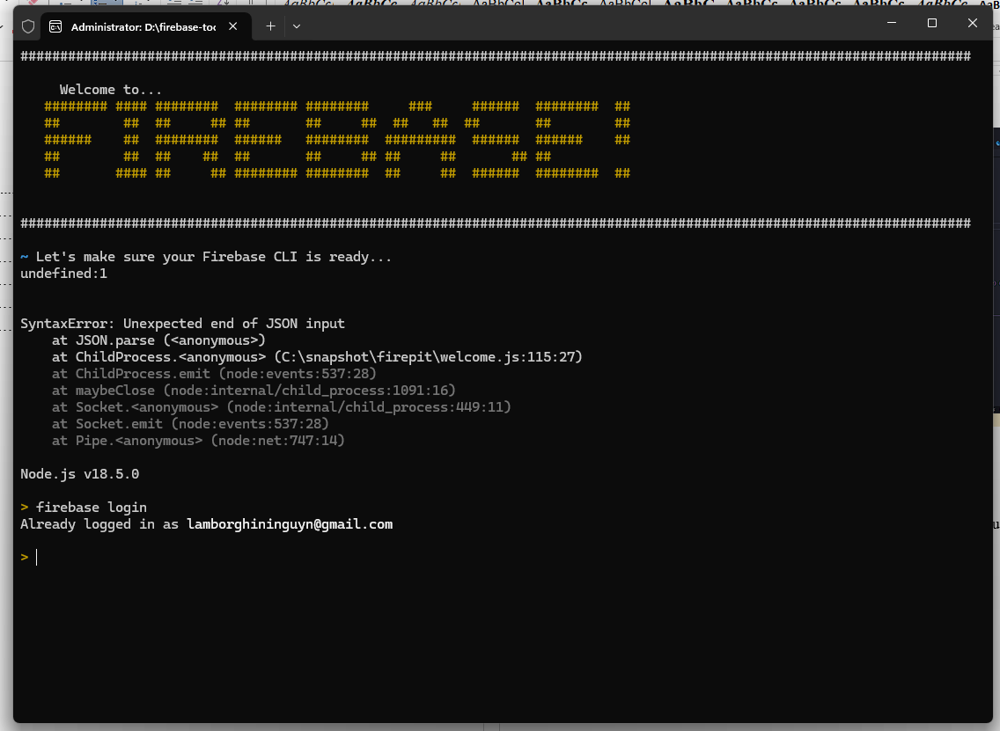 Administrator: D:\firebase-too
########################################################################################################################
Welcome to...
######## #### ########  ######## ########     ###     ######  ########  ##
##        ##  ##     ## ##       ##     ##  ##   ##  ##       ##        ##
######    ##  ########  ######   ########  #########  ######  ######    ##
##        ##  ##    ##  ##       ##     ## ##     ##       ## ##
##       #### ##     ## ######## ########  ##     ##  ######  ########  ##
########################################################################################################################
~ Let's make sure your Firebase CLI is ready...
undefined:1
SyntaxError: Unexpected end of JSON input
at JSON.parse (<anonymous>)
at ChildProcess.<anonymous> (C:\snapshot\firepit\welcome.js:115:27)
at ChildProcess.emit (node:events:537:28)
at maybeClose (node:internal/child_process:1091:16)
at Socket.<anonymous> (node:internal/child_process:449:11)
at Socket.emit (node:events:537:28)
at Pipe.<anonymous> (node:net:747:14)
Node.js v18.5.0
> firebase login
Already logged in as lamborghininguyn@gmail.com
>